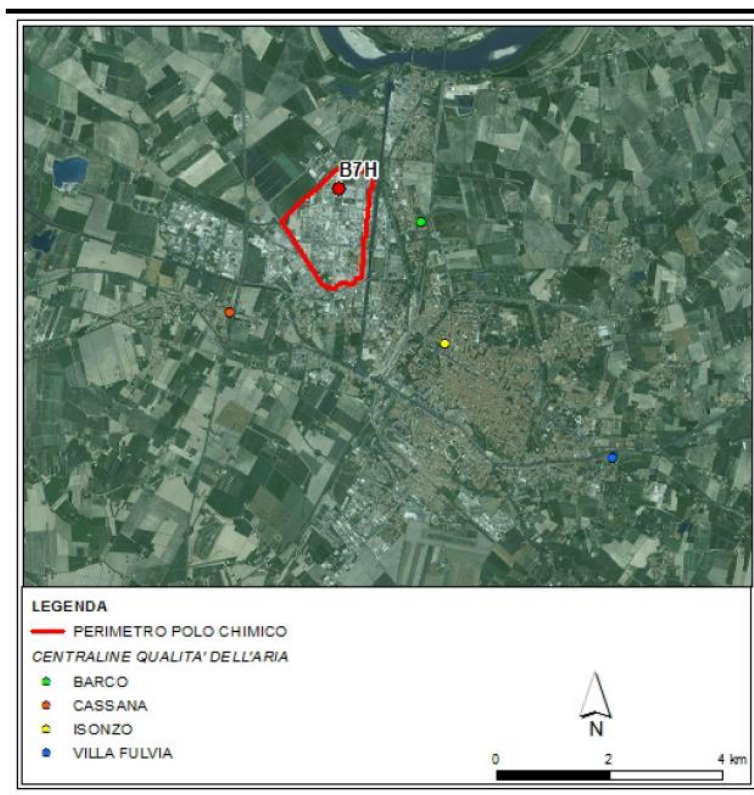 B7H
LEGENDA
PERIMETRO POLO CHIMICO
CENTRALINE QUALITA' DELL'ARIA
BARCO
CASSANA
ISONZO
VILLA FULVIA
N
0 2 4 km